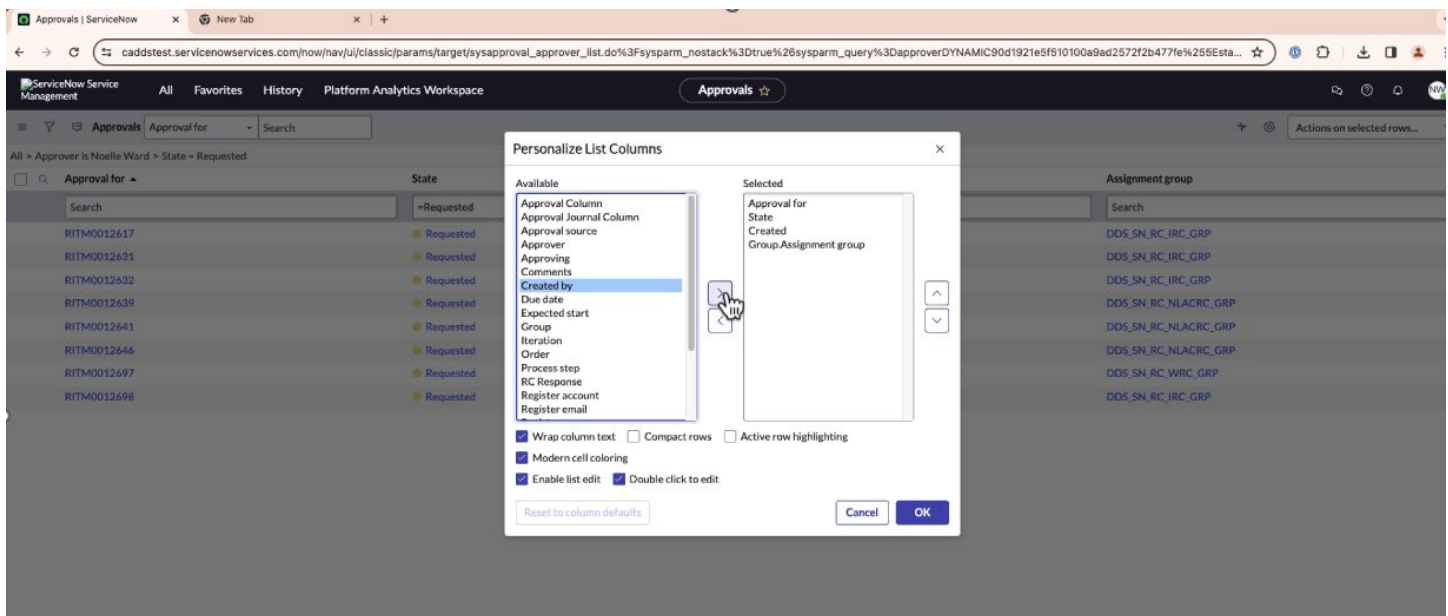 Approvals | ServiceNow
New Tab
caddstest.servicenowservices.com/now/nav/ui/classic/params/target/sysapproval_approver_list.do%3Fsysparm_nostack%3Dtrue%26sysparm_query%3DapproverDYNAMIC90d1921e5f510100a9ad2572f2b477fe%255Esta...
ServiceNow Service Management
All Favorites History Platform Analytics Workspace
Approvals
NW
Approvals Approval for Search
Actions on selected rows...
All > Approver is Noelle Ward > State = Requested
Approval for State Assignment group
Search =Requested Search
RITM0012617 Requested DDS_SN_RC_IRC_GRP
RITM0012631 Requested DDS_SN_RC_IRC_GRP
RITM0012632 Requested DDS_SN_RC_IRC_GRP
RITM0012639 Requested DDS_SN_RC_NLACRC_GRP
RITM0012641 Requested DDS_SN_RC_NLACRC_GRP
RITM0012646 Requested DDS_SN_RC_NLACRC_GRP
RITM0012697 Requested DDS_SN_RC_WRC_GRP
RITM0012698 Requested DDS_SN_RC_IRC_GRP
Personalize List Columns
Available
Approval Column
Approval Journal Column
Approval source
Approver
Approving
Comments
Created by
Due date
Expected start
Group
Iteration
Order
Process step
RC Response
Register account
Register email
Selected
Approval for
State
Created
Group.Assignment group
Wrap column text Compact rows Active row highlighting
Modern cell coloring
Enable list edit Double click to edit
Reset to column defaults Cancel OK